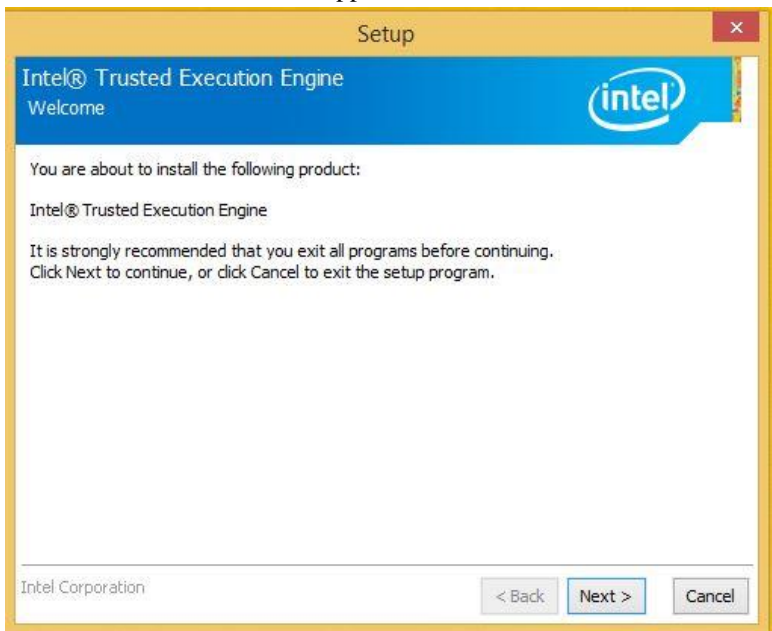 Setup
Intel® Trusted Execution Engine
Welcome
intel
You are about to install the following product:
Intel® Trusted Execution Engine
It is strongly recommended that you exit all programs before continuing.
Click Next to continue, or click Cancel to exit the setup program.
Intel Corporation
< Back Next > Cancel